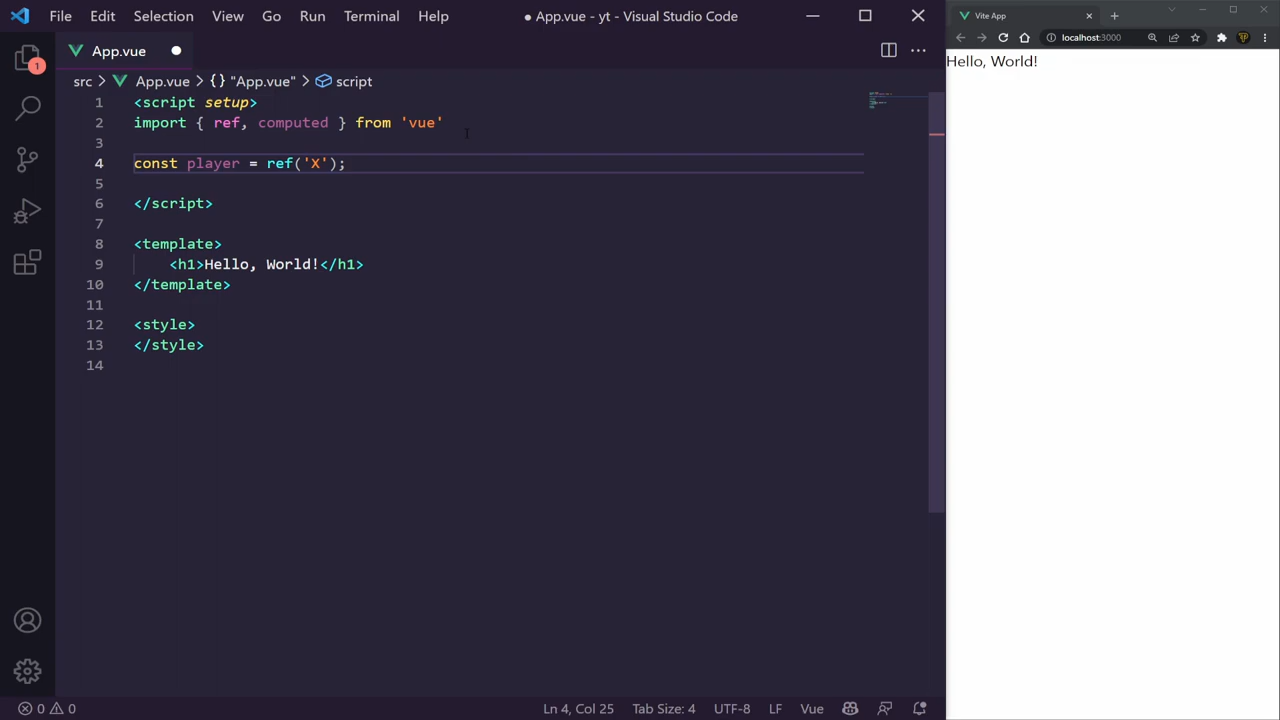 File Edit Selection View Go Run Terminal Help
● App.vue - yt - Visual Studio Code
App.vue
src > App.vue > {} "App.vue" > script
1 <script setup>
2 import { ref, computed } from 'vue'
3
4 const player = ref('X');
5
6 </script>
7
8 <template>
9 <h1>Hello, World!</h1>
10 </template>
11
12 <style>
13 </style>
14
1
0 0
Ln 4, Col 25 Tab Size: 4 UTF-8 LF Vue
Vite App
localhost:3000
Hello, World!